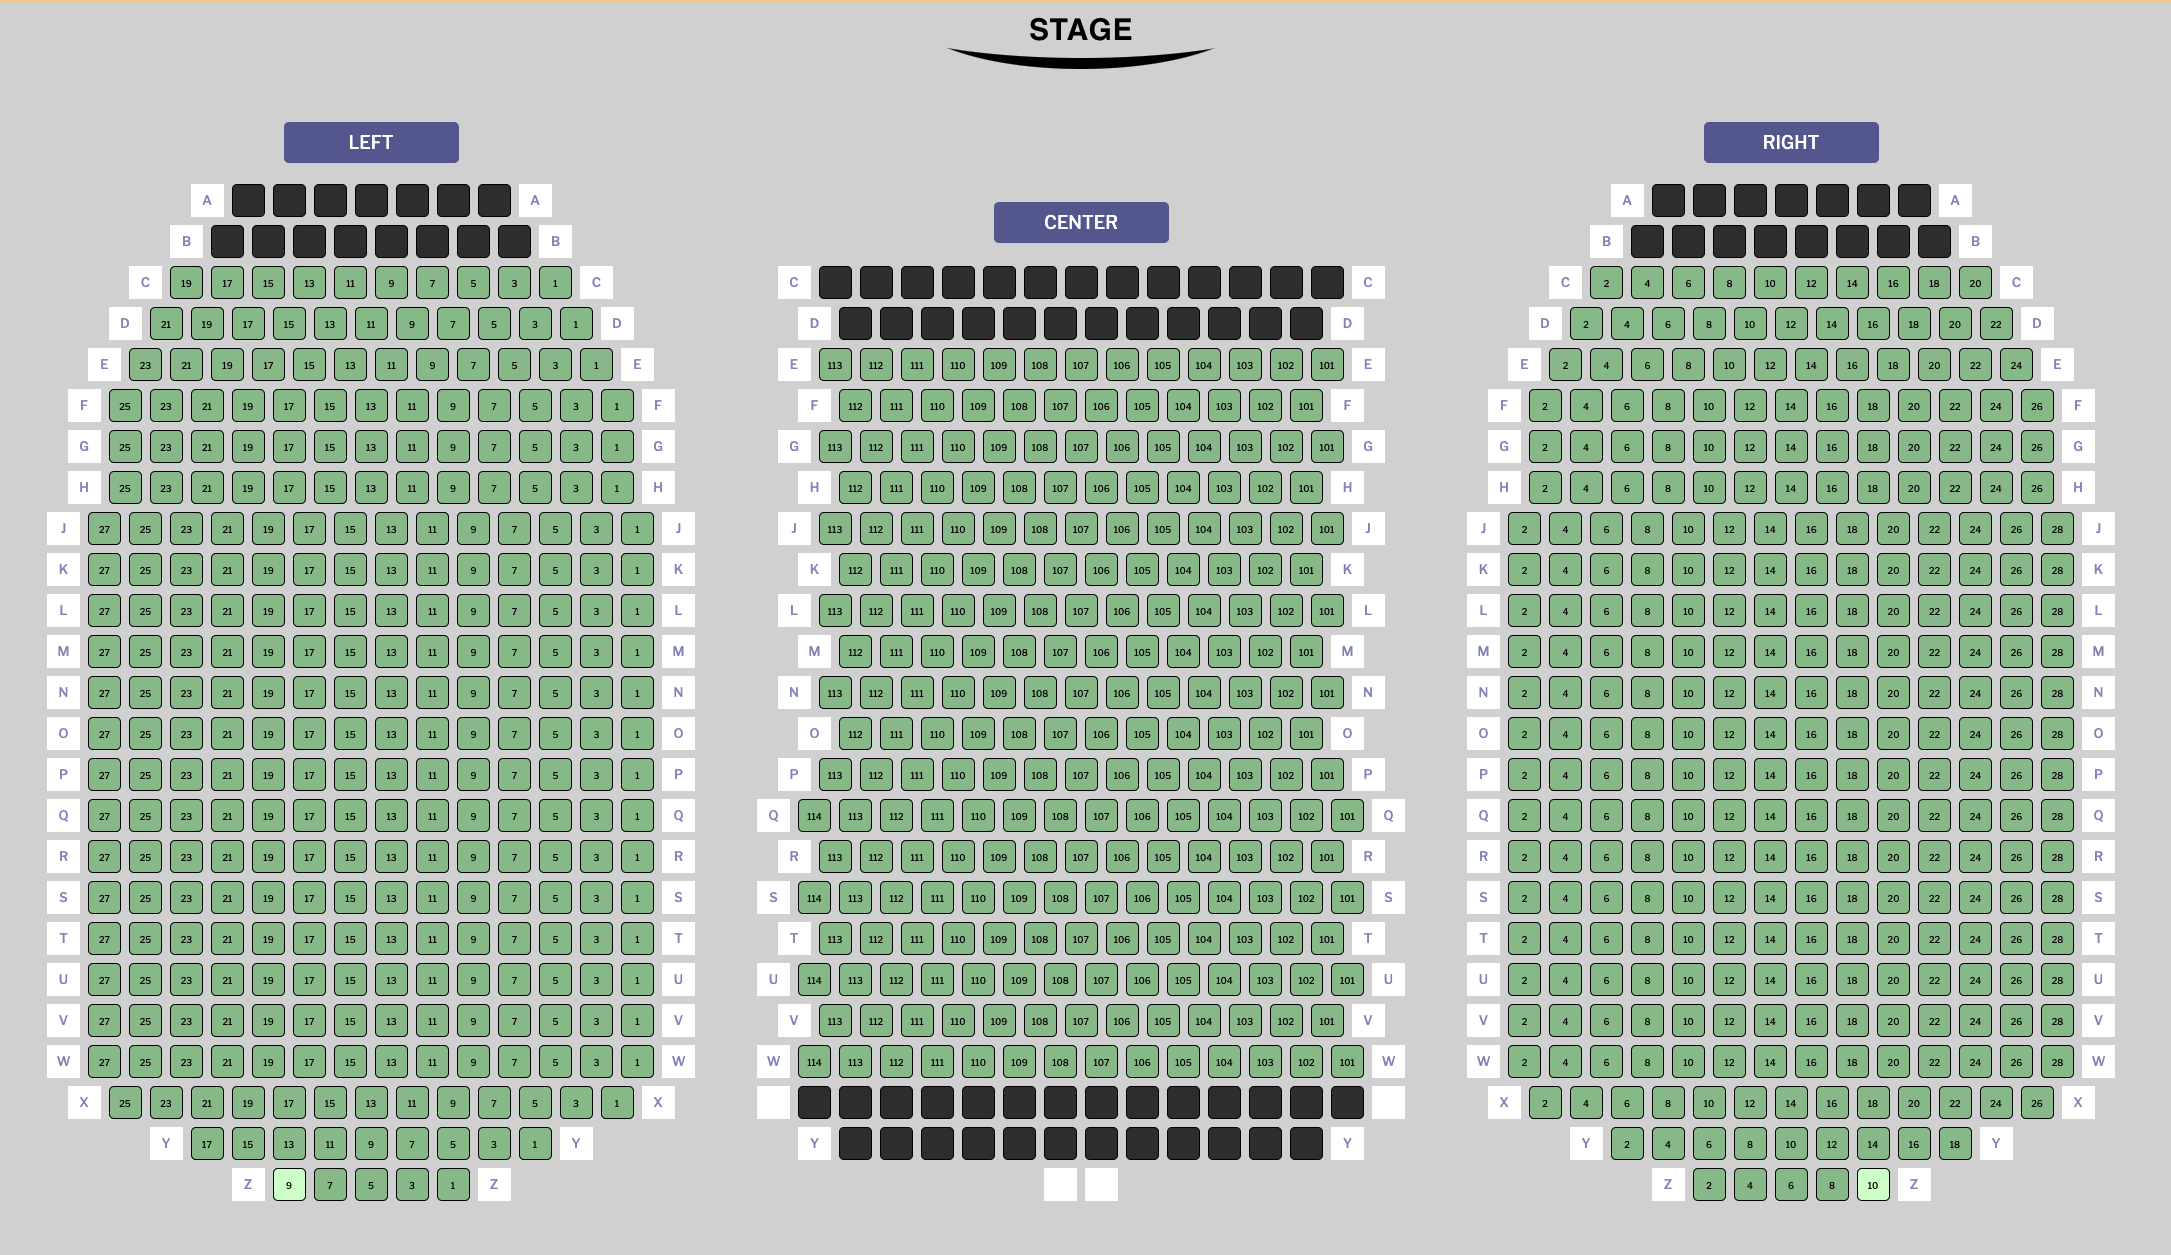 STAGE
LEFT
RIGHT
CENTER
A A A A
B B B B
C 19 17 15 13 11 9 7 5 3 1 C C C C 2 4 6 8 10 12 14 16 18 20 C
D 21 19 17 15 13 11 9 7 5 3 1 D D D D 2 4 6 8 10 12 14 16 18 20 22 D
E 23 21 19 17 15 13 11 9 7 5 3 1 E E 113 112 111 110 109 108 107 106 105 104 103 102 101 E E 2 4 6 8 10 12 14 16 18 20 22 24 E
F 25 23 21 19 17 15 13 11 9 7 5 3 1 F F 112 111 110 109 108 107 106 105 104 103 102 101 F F 2 4 6 8 10 12 14 16 18 20 22 24 26 F
G 25 23 21 19 17 15 13 11 9 7 5 3 1 G G 113 112 111 110 109 108 107 106 105 104 103 102 101 G G 2 4 6 8 10 12 14 16 18 20 22 24 26 G
H 25 23 21 19 17 15 13 11 9 7 5 3 1 H H 112 111 110 109 108 107 106 105 104 103 102 101 H H 2 4 6 8 10 12 14 16 18 20 22 24 26 H
J 27 25 23 21 19 17 15 13 11 9 7 5 3 1 J J 113 112 111 110 109 108 107 106 105 104 103 102 101 J J 2 4 6 8 10 12 14 16 18 20 22 24 26 28 J
K 27 25 23 21 19 17 15 13 11 9 7 5 3 1 K K 112 111 110 109 108 107 106 105 104 103 102 101 K K 2 4 6 8 10 12 14 16 18 20 22 24 26 28 K
L 27 25 23 21 19 17 15 13 11 9 7 5 3 1 L L 113 112 111 110 109 108 107 106 105 104 103 102 101 L L 2 4 6 8 10 12 14 16 18 20 22 24 26 28 L
M 27 25 23 21 19 17 15 13 11 9 7 5 3 1 M M 112 111 110 109 108 107 106 105 104 103 102 101 M M 2 4 6 8 10 12 14 16 18 20 22 24 26 28 M
N 27 25 23 21 19 17 15 13 11 9 7 5 3 1 N N 113 112 111 110 109 108 107 106 105 104 103 102 101 N N 2 4 6 8 10 12 14 16 18 20 22 24 26 28 N
O 27 25 23 21 19 17 15 13 11 9 7 5 3 1 O O 112 111 110 109 108 107 106 105 104 103 102 101 O O 2 4 6 8 10 12 14 16 18 20 22 24 26 28 O
P 27 25 23 21 19 17 15 13 11 9 7 5 3 1 P P 113 112 111 110 109 108 107 106 105 104 103 102 101 P P 2 4 6 8 10 12 14 16 18 20 22 24 26 28 P
Q 27 25 23 21 19 17 15 13 11 9 7 5 3 1 Q Q 114 113 112 111 110 109 108 107 106 105 104 103 102 101 Q Q 2 4 6 8 10 12 14 16 18 20 22 24 26 28 Q
R 27 25 23 21 19 17 15 13 11 9 7 5 3 1 R R 113 112 111 110 109 108 107 106 105 104 103 102 101 R R 2 4 6 8 10 12 14 16 18 20 22 24 26 28 R
S 27 25 23 21 19 17 15 13 11 9 7 5 3 1 S S 114 113 112 111 110 109 108 107 106 105 104 103 102 101 S S 2 4 6 8 10 12 14 16 18 20 22 24 26 28 S
T 27 25 23 21 19 17 15 13 11 9 7 5 3 1 T T 113 112 111 110 109 108 107 106 105 104 103 102 101 T T 2 4 6 8 10 12 14 16 18 20 22 24 26 28 T
U 27 25 23 21 19 17 15 13 11 9 7 5 3 1 U U 114 113 112 111 110 109 108 107 106 105 104 103 102 101 U U 2 4 6 8 10 12 14 16 18 20 22 24 26 28 U
V 27 25 23 21 19 17 15 13 11 9 7 5 3 1 V V 113 112 111 110 109 108 107 106 105 104 103 102 101 V V 2 4 6 8 10 12 14 16 18 20 22 24 26 28 V
W 27 25 23 21 19 17 15 13 11 9 7 5 3 1 W W 114 113 112 111 110 109 108 107 106 105 104 103 102 101 W W 2 4 6 8 10 12 14 16 18 20 22 24 26 28 W
X 25 23 21 19 17 15 13 11 9 7 5 3 1 X X 2 4 6 8 10 12 14 16 18 20 22 24 26 X
Y 17 15 13 11 9 7 5 3 1 Y Y Y Y 2 4 6 8 10 12 14 16 18 Y
Z 9 7 5 3 1 Z Z 2 4 6 8 10 Z